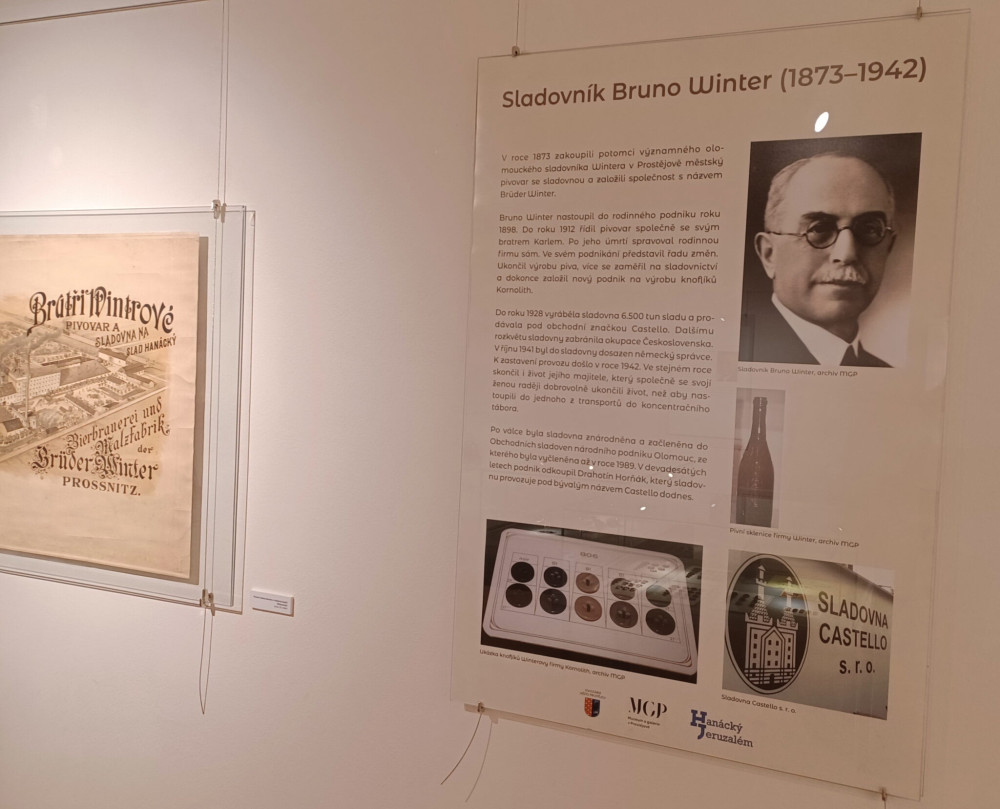 Bratří Wintrové
PIVOVAR A
SLADOVNA NA
SLAD HANÁCKÝ
Bierbrauerei und
Malzfabrik
der
Brüder Winter
PROSSNITZ.
Sladovník Bruno Winter (1873–1942)
V roce 1873 zakoupili potomci významného olo-
mouckého sladovníka Wintera v Prostějově městský
pivovar se sladovnou a založili společnost s názvem
Brüder Winter.
Bruno Winter nastoupil do rodinného podniku roku
1898. Do roku 1912 řídil pivovar společně se svým
bratrem Karlem. Po jeho úmrtí spravoval rodinnou
firmu sám. Ve svém podnikání představil řadu změn.
Ukončil výrobu piva, více se zaměřil na sladovnictví
a dokonce založil nový podnik na výrobu knoflíků
Kornolith.
Do roku 1928 vyráběla sladovna 6.500 tun sladu a pro-
dávala pod obchodní značkou Castello. Dalšímu
rozkvětu sladovny zabránila okupace Československa.
V říjnu 1941 byl do sladovny dosazen německý správce.
K zastavení provozu došlo v roce 1942. Ve stejném roce
skončil i život jejího majitele, který společně se svojí
ženou raději dobrovolně ukončili život, než aby nas-
toupili do jednoho z transportů do koncentračního
tábora.
Po válce byla sladovna znárodněna a začleněna do
Obchodních sladoven národního podniku Olomouc, ze
kterého byla vyčleněna až v roce 1989. V devadesátých
letech podnik odkoupil Drahotín Horňák, který sladov-
nu provozuje pod bývalým názvem Castello dodnes.
Sladovník Bruno Winter, archiv MGP
Pivní sklenice firmy Winter, archiv MGP
Ukázka knoflíků Winterovy firmy Kornolith, archiv MGP
SLADOVNA
CASTELLO
s. r. o.
Sladovna Castello s. r. o.
MGP
Hanácký
Jeruzalém